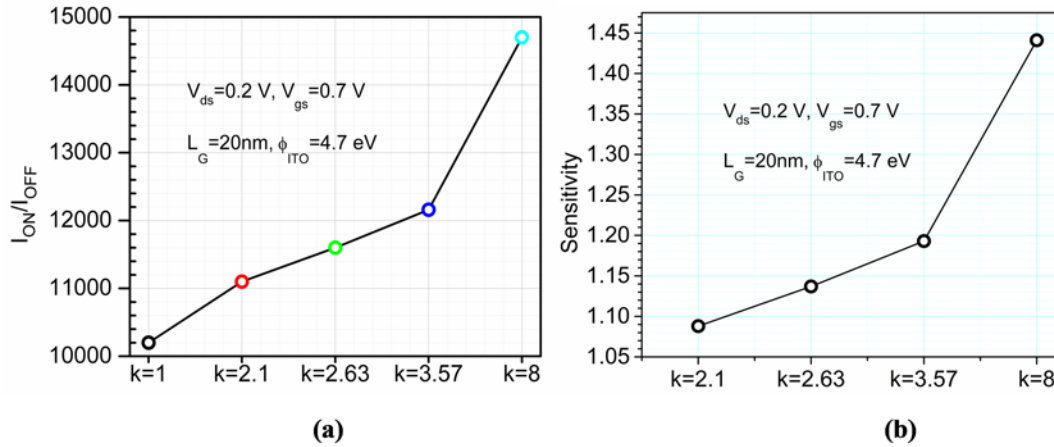 15000
14000
13000
12000
11000
10000
I_ON/I_OFF
V_ds=0.2 V, V_gs=0.7 V
L_G=20nm, ϕ_ITO=4.7 eV
k=1 k=2.1 k=2.63 k=3.57 k=8
(a)
1.45
1.40
1.35
1.30
1.25
1.20
1.15
1.10
1.05
Sensitivity
V_ds=0.2 V, V_gs=0.7 V
L_G=20nm, ϕ_ITO=4.7 eV
k=2.1 k=2.63 k=3.57 k=8
(b)